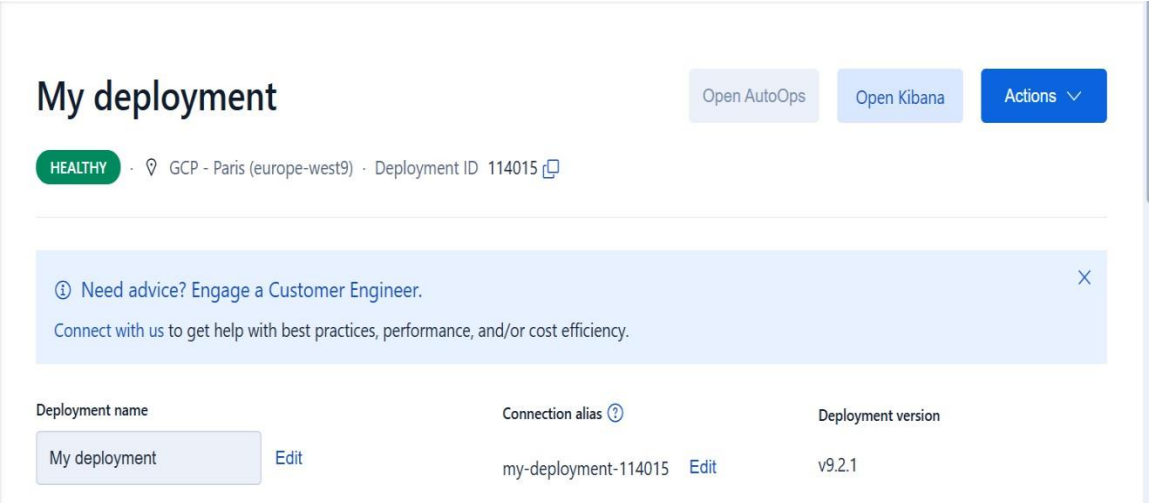 My deployment
Open AutoOps
Open Kibana
Actions
HEALTHY · GCP - Paris (europe-west9) · Deployment ID 114015
Need advice? Engage a Customer Engineer.
Connect with us to get help with best practices, performance, and/or cost efficiency.
Deployment name
My deployment
Edit
Connection alias
my-deployment-114015
Edit
Deployment version
v9.2.1